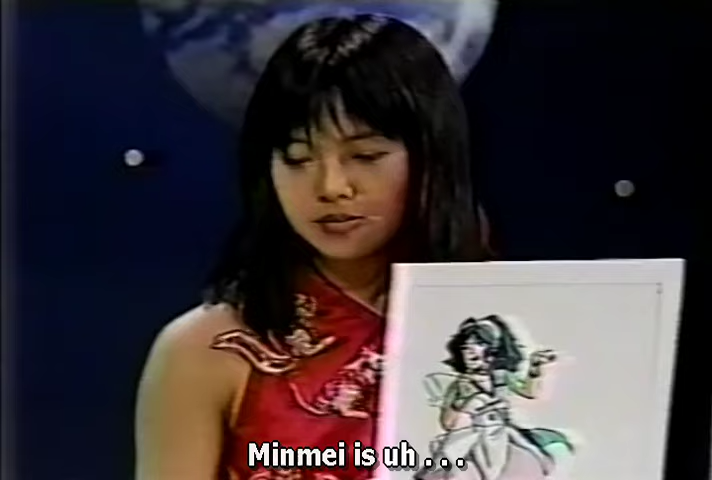 Minmei is uh . . .